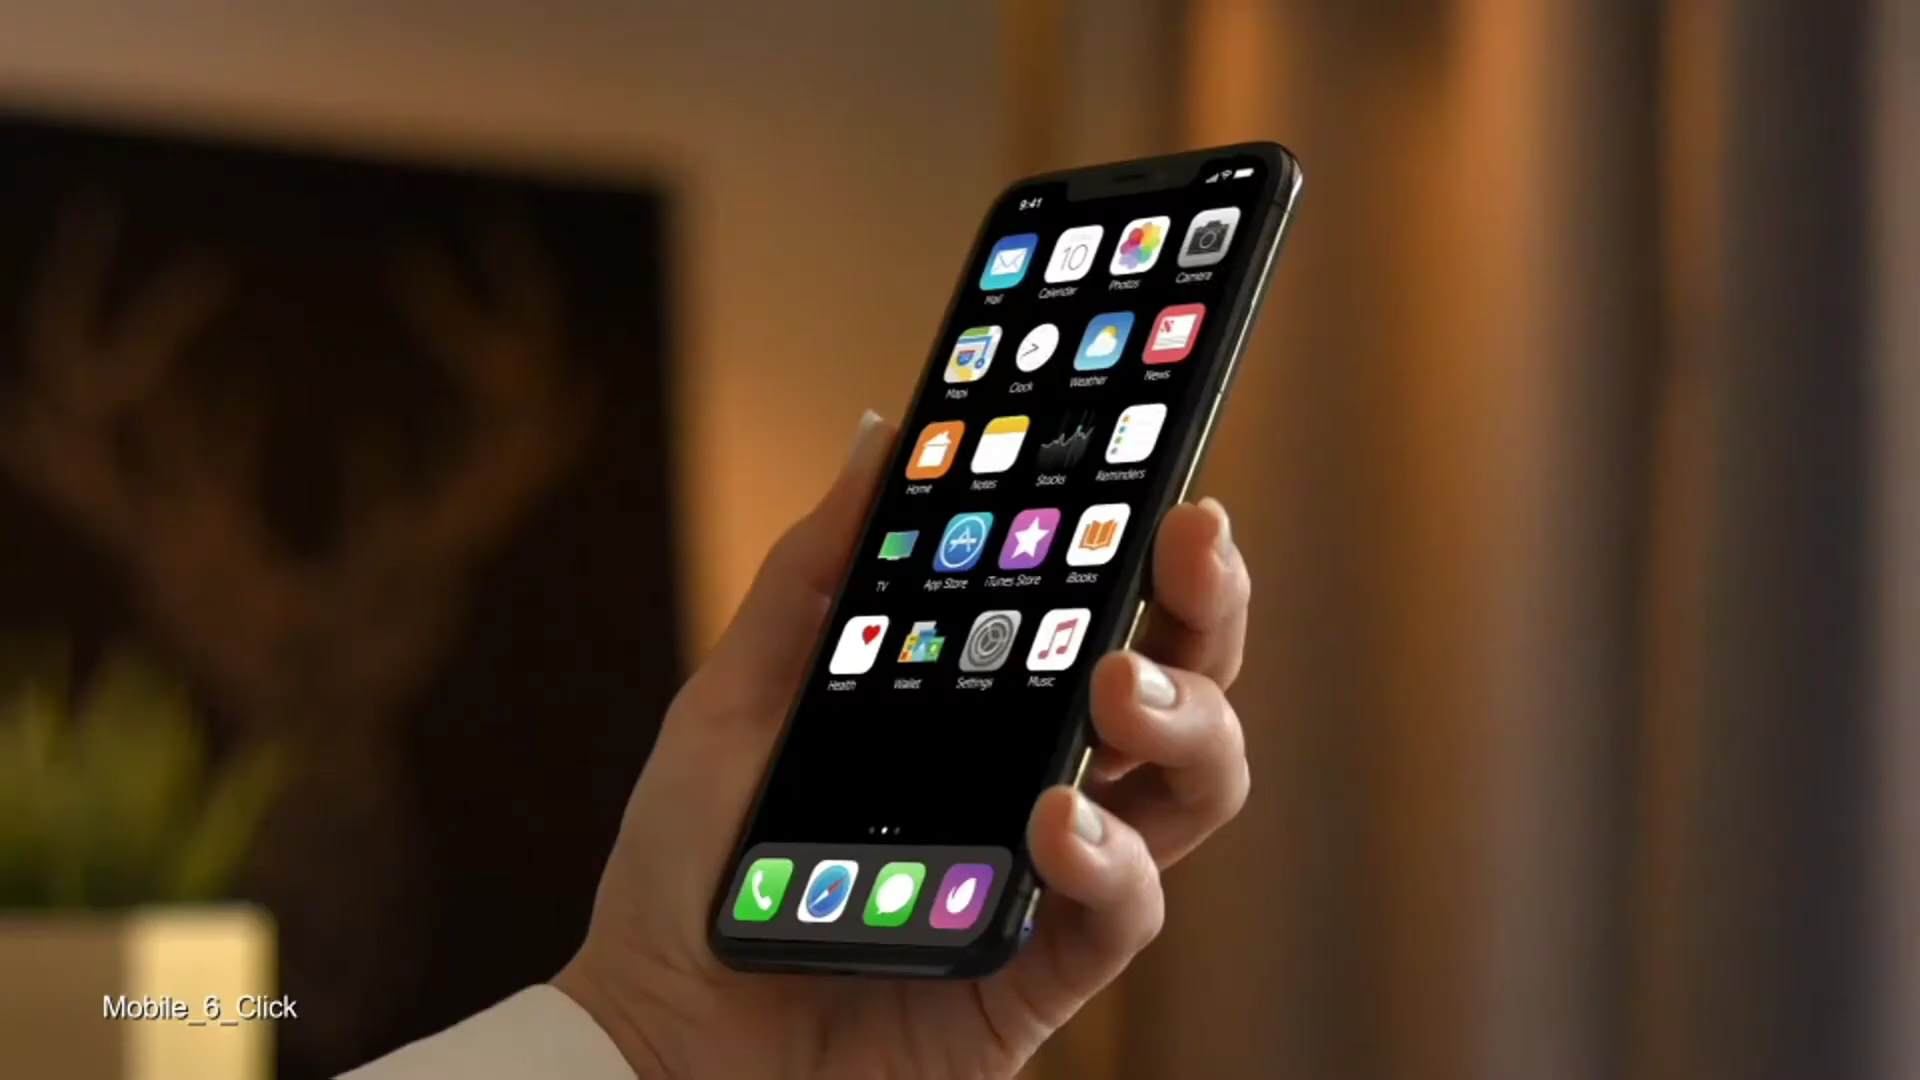 9:41
10
Mail Calendar Photos Camera
Maps Clock Weather News
Home Notes Stocks Reminders
TV App Store iTunes Store iBooks
Health Wallet Settings Music
Mobile_6_Click